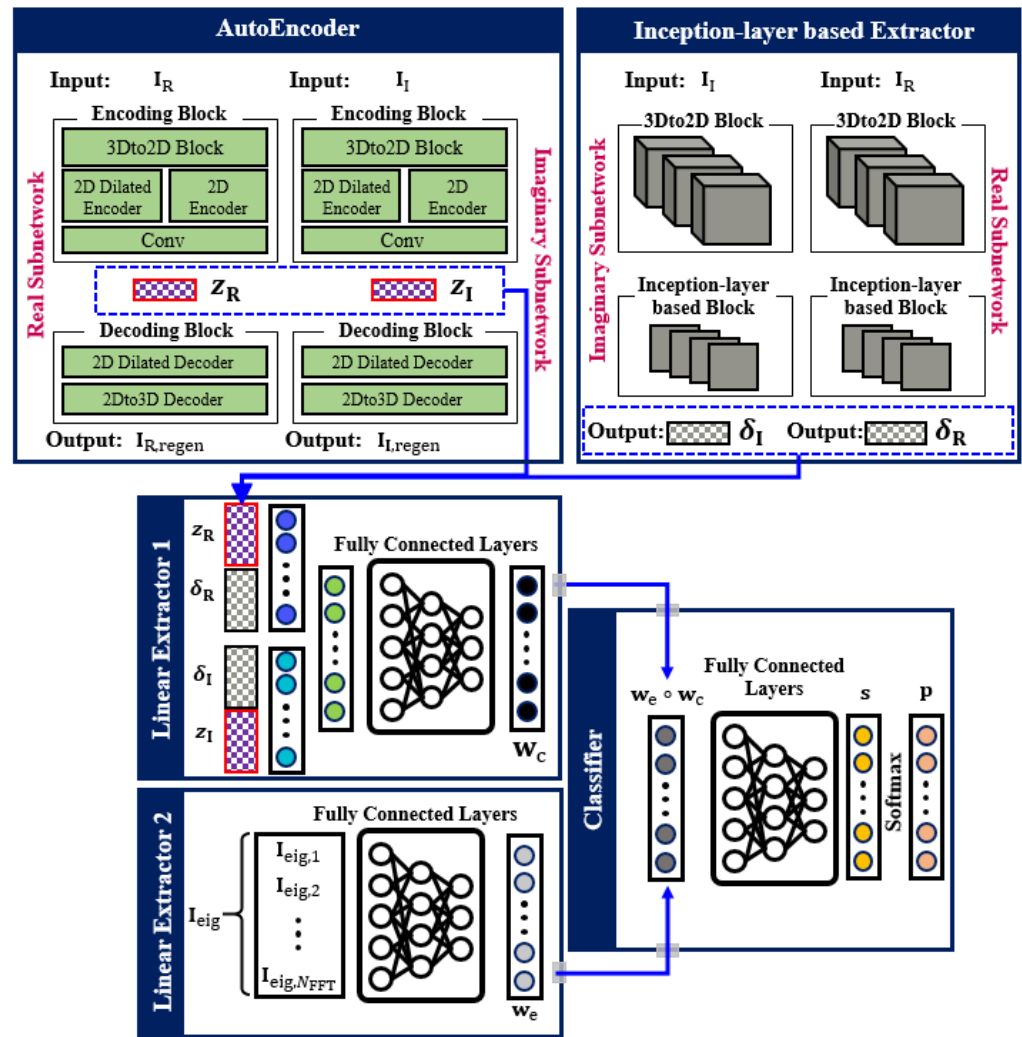 AutoEncoder
Input: I_R
Input: I_I
Real Subnetwork
Encoding Block
3Dto2D Block
2D Dilated
Encoder
2D
Encoder
Conv
Encoding Block
3Dto2D Block
2D Dilated
Encoder
2D
Encoder
Conv
Imaginary Subnetwork
z_R
z_I
Decoding Block
2D Dilated Decoder
2Dto3D Decoder
Decoding Block
2D Dilated Decoder
2Dto3D Decoder
Output: I_R,regen
Output: I_I,regen
Inception-layer based Extractor
Input: I_I
Input: I_R
Imaginary Subnetwork
3Dto2D Block
3Dto2D Block
Real Subnetwork
Inception-layer
based Block
Inception-layer
based Block
Output: δ_I
Output: δ_R
Linear Extractor 1
z_R
δ_R
δ_I
z_I
Fully Connected Layers
w_c
Linear Extractor 2
Fully Connected Layers
I_eig
I_eig,1
I_eig,2
I_eig,N_FFT
w_e
Classifier
w_e ∘ w_c
Fully Connected
Layers
s
Softmax
p